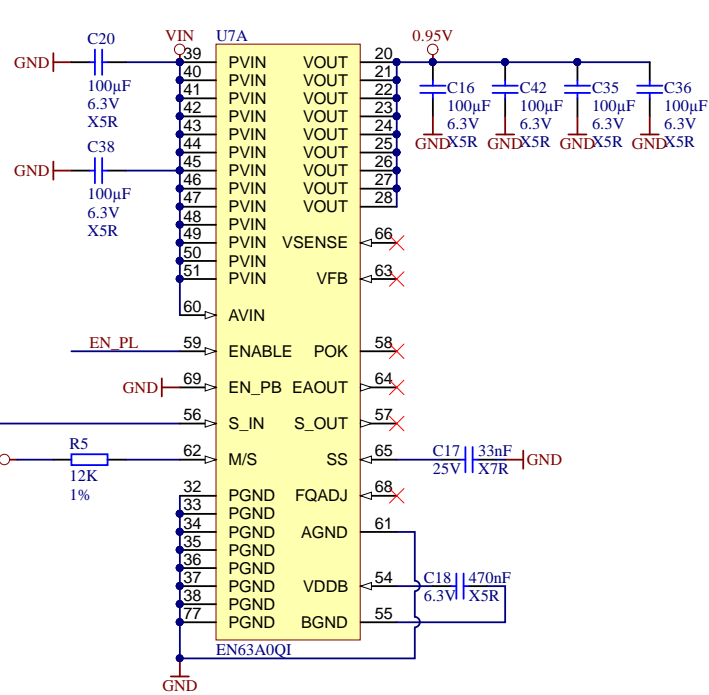 VIN
U7A
0.95V
C20
GND
100µF
6.3V
X5R
C38
GND
100µF
6.3V
X5R
39 PVIN VOUT 20
40 PVIN VOUT 21
41 PVIN VOUT 22
42 PVIN VOUT 23
43 PVIN VOUT 24
44 PVIN VOUT 25
45 PVIN VOUT 26
46 PVIN VOUT 27
47 PVIN VOUT 28
48 PVIN
49 PVIN VSENSE 66
50 PVIN
51 PVIN VFB 63
60 AVIN
EN_PL 59 ENABLE POK 58
GND 69 EN_PB EAOUT 64
56 S_IN S_OUT 57
62 M/S SS 65
32 PGND FQADJ 68
33 PGND
34 PGND AGND 61
35 PGND
36 PGND
37 PGND VDDB 54
38 PGND
77 PGND BGND 55
EN63A0QI
GND
R5
12K
1%
C16
100µF
6.3V
X5R
GND
C42
100µF
6.3V
X5R
GND
C35
100µF
6.3V
X5R
GND
C36
100µF
6.3V
X5R
GND
C17 33nF
25V X7R
GND
C18 470nF
6.3V X5R